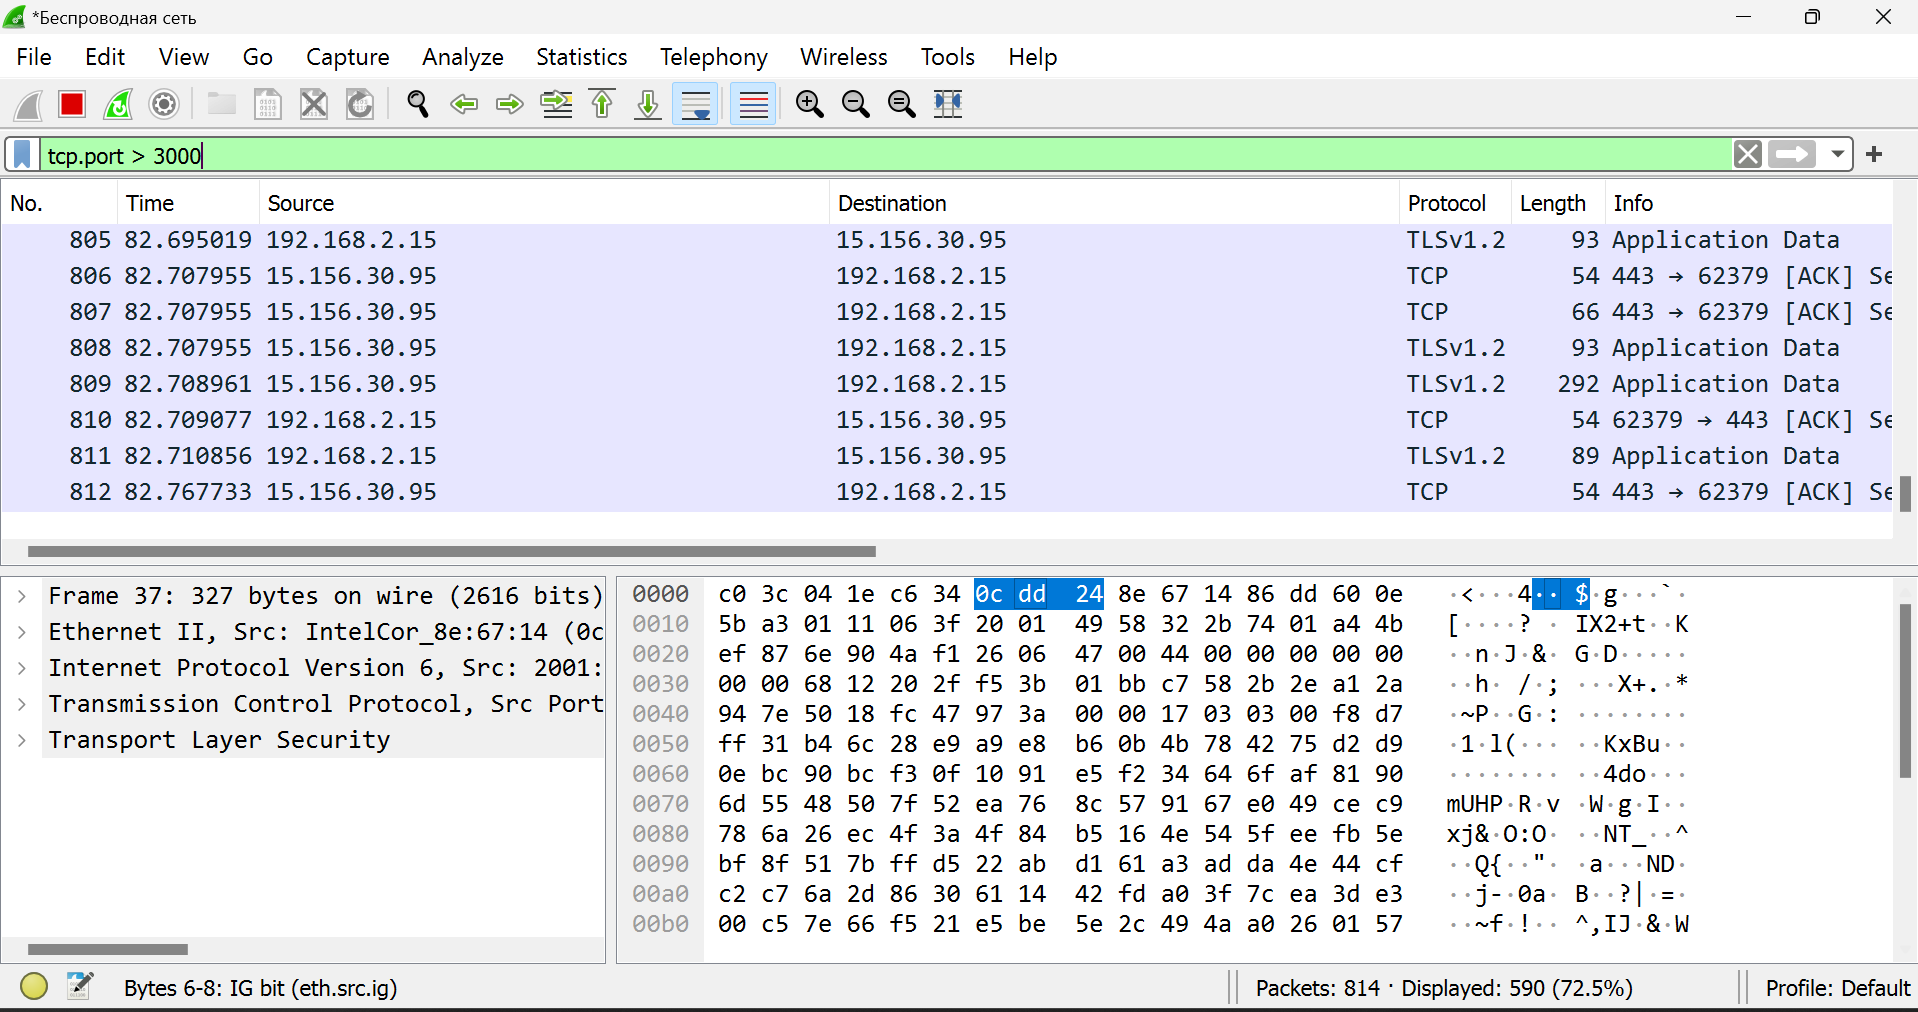 *Беспроводная сеть
File Edit View Go Capture Analyze Statistics Telephony Wireless Tools Help
tcp.port > 3000
No. Time Source Destination Protocol Length Info
805 82.695019 192.168.2.15 15.156.30.95 TLSv1.2 93 Application Data
806 82.707955 15.156.30.95 192.168.2.15 TCP 54 443 → 62379 [ACK] Se
807 82.707955 15.156.30.95 192.168.2.15 TCP 66 443 → 62379 [ACK] Se
808 82.707955 15.156.30.95 192.168.2.15 TLSv1.2 93 Application Data
809 82.708961 15.156.30.95 192.168.2.15 TLSv1.2 292 Application Data
810 82.709077 192.168.2.15 15.156.30.95 TCP 54 62379 → 443 [ACK] Se
811 82.710856 192.168.2.15 15.156.30.95 TLSv1.2 89 Application Data
812 82.767733 15.156.30.95 192.168.2.15 TCP 54 443 → 62379 [ACK] Se
Frame 37: 327 bytes on wire (2616 bits)
Ethernet II, Src: IntelCor_8e:67:14 (0c
Internet Protocol Version 6, Src: 2001:
Transmission Control Protocol, Src Port
Transport Layer Security
0000 c0 3c 04 1e c6 34 0c dd 24 8e 67 14 86 dd 60 0e ·<···4·· $·g···`·
0010 5b a3 01 11 06 3f 20 01 49 58 32 2b 74 01 a4 4b [····? · IX2+t··K
0020 ef 87 6e 90 4a f1 26 06 47 00 44 00 00 00 00 00 ··n·J·&· G·D·····
0030 00 00 68 12 20 2f f5 3b 01 bb c7 58 2b 2e a1 2a ··h· /·; ···X+.·*
0040 94 7e 50 18 fc 47 97 3a 00 00 17 03 03 00 f8 d7 ·~P··G·: ········
0050 ff 31 b4 6c 28 e9 a9 e8 b6 0b 4b 78 42 75 d2 d9 ·1·l(··· ··KxBu··
0060 0e bc 90 bc f3 0f 10 91 e5 f2 34 64 6f af 81 90 ········ ··4do···
0070 6d 55 48 50 7f 52 ea 76 8c 57 91 67 e0 49 ce c9 mUHP·R·v ·W·g·I··
0080 78 6a 26 ec 4f 3a 4f 84 b5 16 4e 54 5f ee fb 5e xj&·O:O· ··NT_··^
0090 bf 8f 51 7b ff d5 22 ab d1 61 a3 ad da 4e 44 cf ··Q{··"· ·a···ND·
00a0 c2 c7 6a 2d 86 30 61 14 42 fd a0 3f 7c ea 3d e3 ··j-·0a· B··?|·=·
00b0 00 c5 7e 66 f5 21 e5 be 5e 2c 49 4a a0 26 01 57 ··~f·!·· ^,IJ·&·W
Bytes 6-8: IG bit (eth.src.ig) Packets: 814 · Displayed: 590 (72.5%) Profile: Default